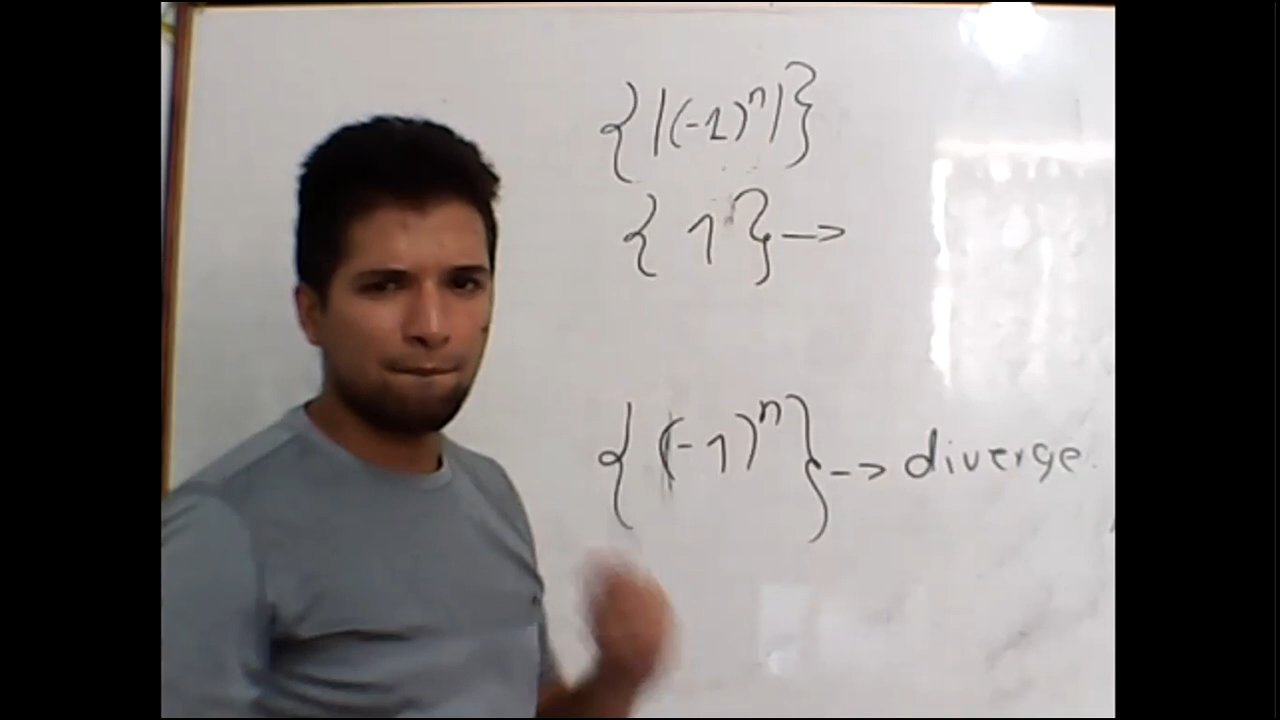 {|(-1)ⁿ|}
{ 1 } →
{ (-1)ⁿ } → diverge.